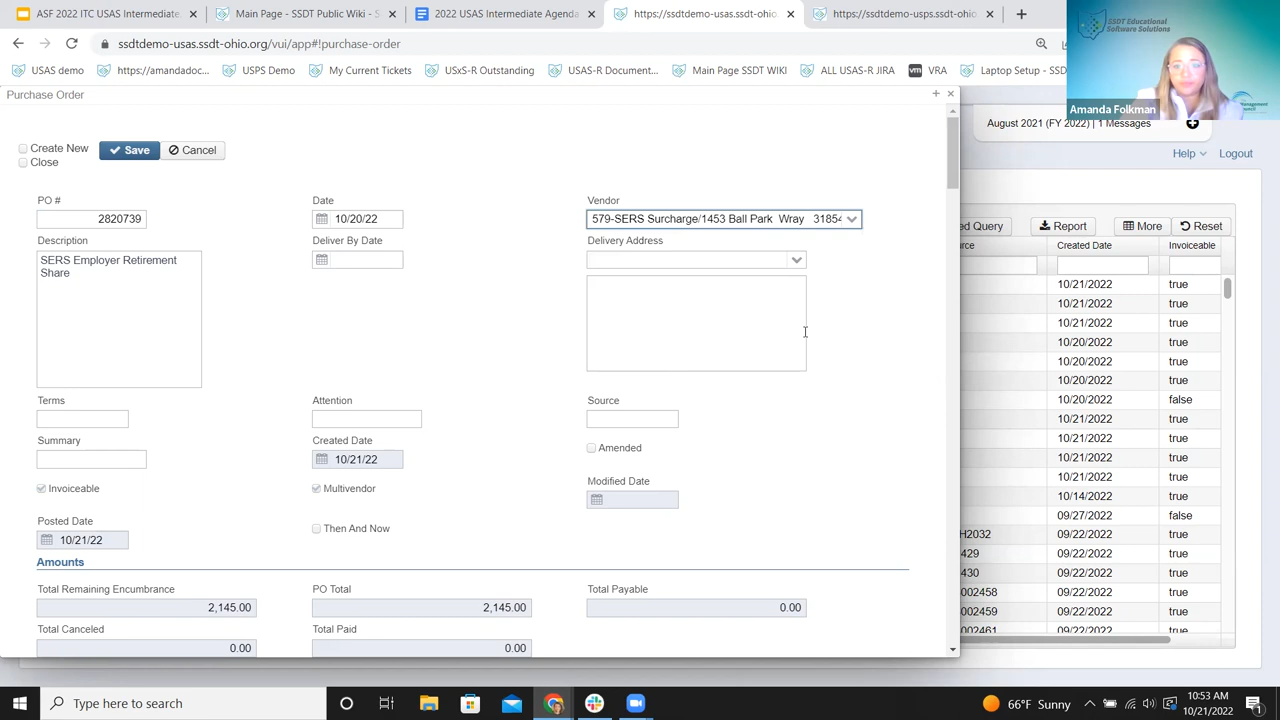 ASF 2022 ITC USAS Intermediate
Main Page - SSDT Public Wiki - S
2022 USAS Intermediate Agenda
https://ssdtdemo-usas.ssdt-ohio.o
https://ssdtdemo-usps.ssdt-ohio.o
ssdtdemo-usas.ssdt-ohio.org/vui/app#!purchase-order
USAS demo
https://amandadoc...
USPS Demo
My Current Tickets
USxS-R Outstanding
USAS-R Document...
Main Page SSDT WIKI
ALL USAS-R JIRA
vm
VRA
Laptop Setup - SSD
SSDT Educational
Software Solutions
Amanda Folkman
Management
Council
Purchase Order
August 2021 (FY 2022) | 1 Messages
Help
Logout
Create New
Close
Save
Cancel
PO #
2820739
Date
10/20/22
Vendor
579-SERS Surcharge/1453 Ball Park Wray 31854
Description
SERS Employer Retirement
Share
Deliver By Date
Delivery Address
Terms
Attention
Source
Summary
Created Date
10/21/22
Amended
Invoiceable
Multivendor
Modified Date
Posted Date
10/21/22
Then And Now
Amounts
Total Remaining Encumbrance
2,145.00
PO Total
2,145.00
Total Payable
0.00
Total Canceled
0.00
Total Paid
0.00
ed Query
Report
More
Reset
rce
Created Date
Invoiceable
10/21/2022 true
10/21/2022 true
10/21/2022 true
10/20/2022 true
10/20/2022 true
10/20/2022 true
10/20/2022 false
10/21/2022 true
10/21/2022 true
10/21/2022 true
10/21/2022 true
10/14/2022 true
09/27/2022 false
H2032 09/22/2022 true
429 09/22/2022 true
430 09/22/2022 true
002458 09/22/2022 true
002459 09/22/2022 true
002461 09/22/2022 true
Type here to search
66°F Sunny
10:53 AM
10/21/2022
1